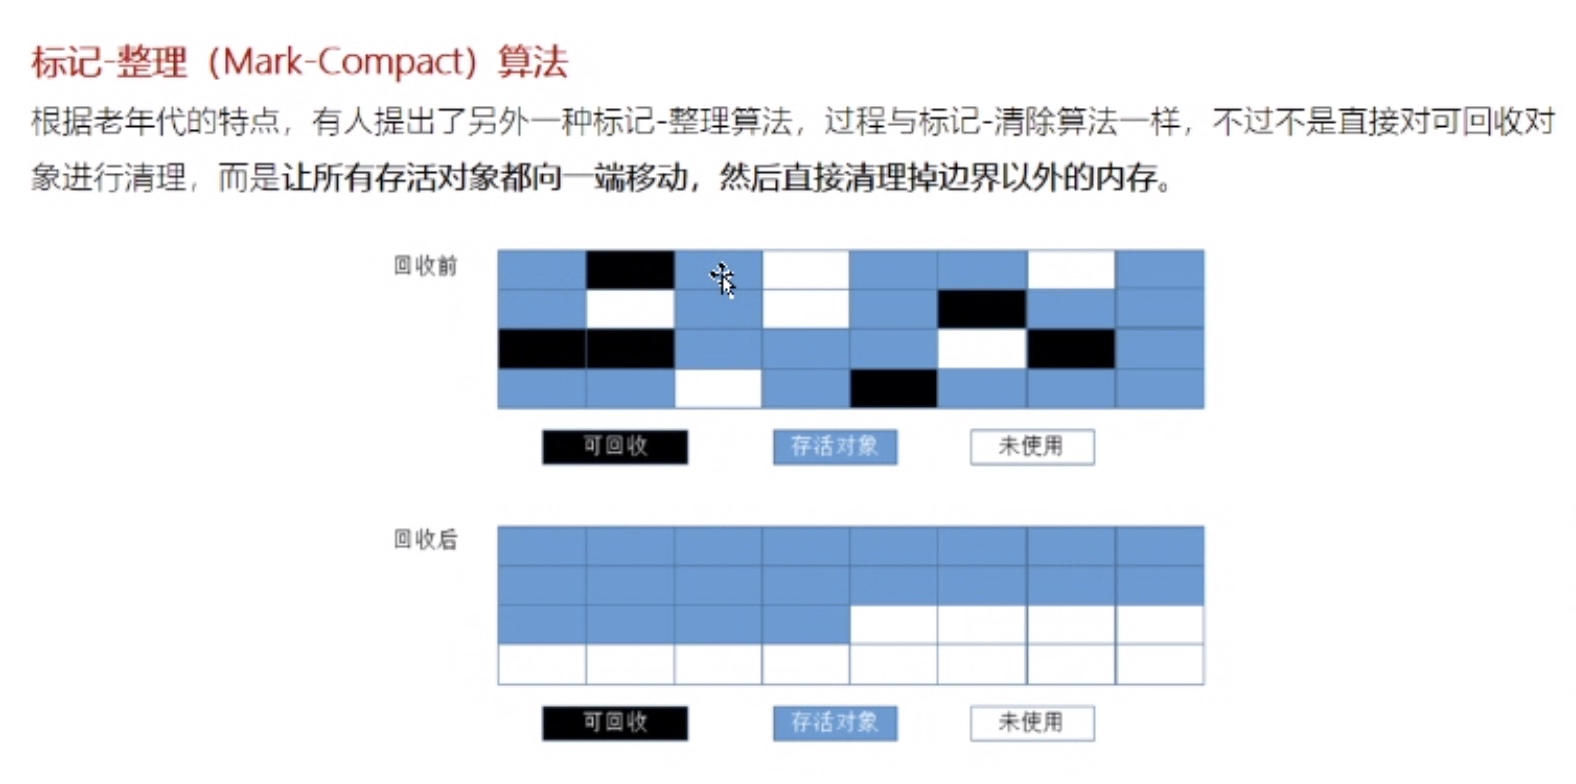 标记-整理（Mark-Compact）算法
根据老年代的特点，有人提出了另外一种标记-整理算法，过程与标记-清除算法一样，不过不是直接对可回收对
象进行清理，而是让所有存活对象都向一端移动，然后直接清理掉边界以外的内存。
回收前
可回收 存活对象 未使用
回收后
可回收 存活对象 未使用